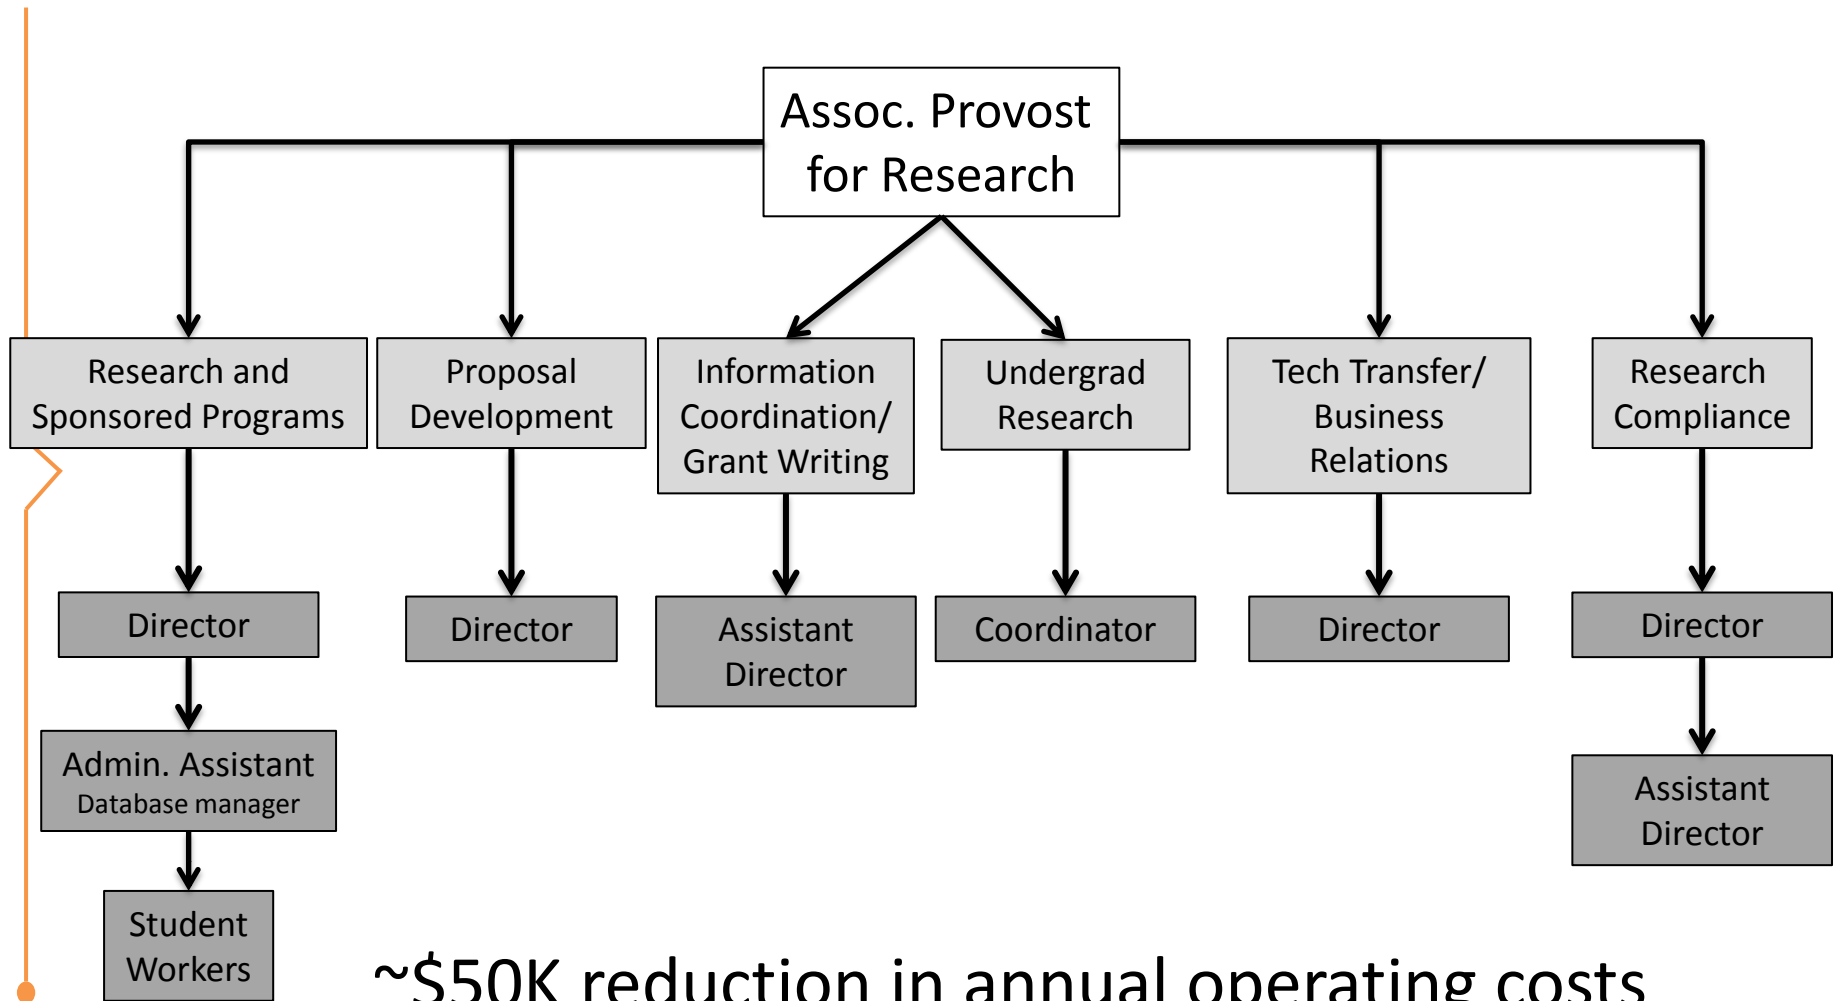 Assoc. Provost
for Research
Research and
Sponsored Programs
Proposal
Development
Information
Coordination/
Grant Writing
Undergrad
Research
Tech Transfer/
Business
Relations
Research
Compliance
Director
Director
Assistant
Director
Coordinator
Director
Director
Admin. Assistant
Database manager
Assistant
Director
Student
Workers
~$50K reduction in annual operating costs